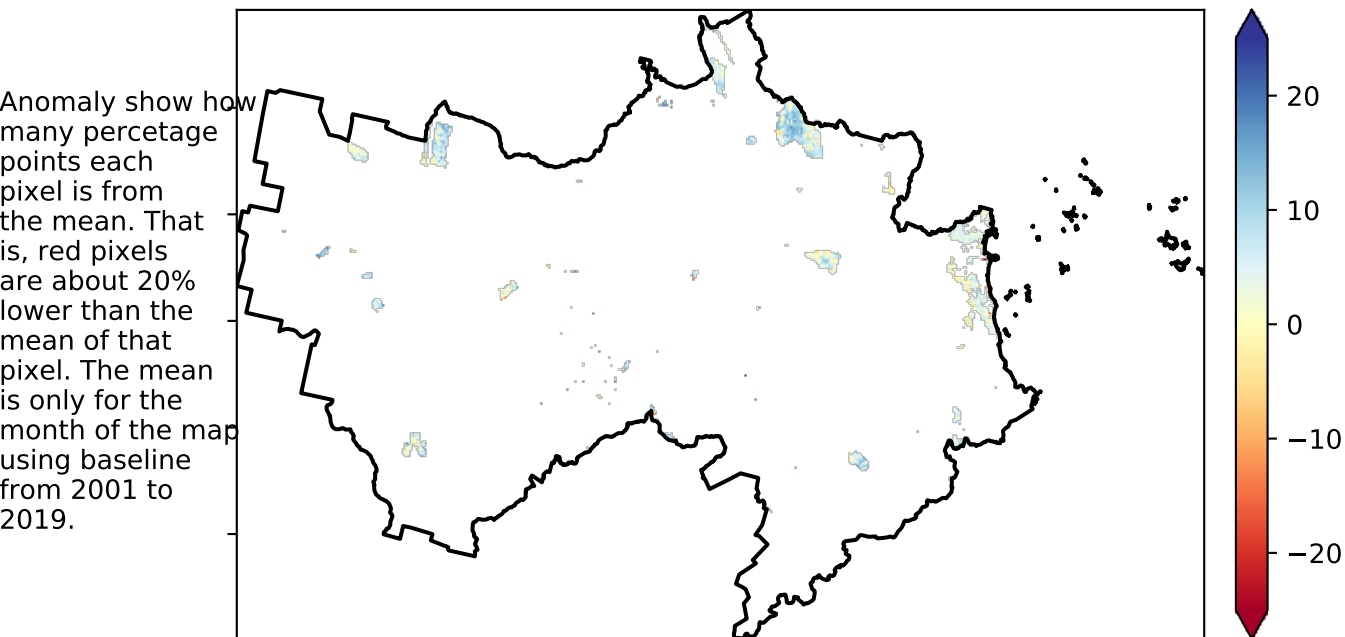 Anomaly show how
many percetage
points each
pixel is from
the mean. That
is, red pixels
are about 20%
lower than the
mean of that
pixel. The mean
is only for the
month of the map
using baseline
from 2001 to
2019.
20
10
0
−10
−20